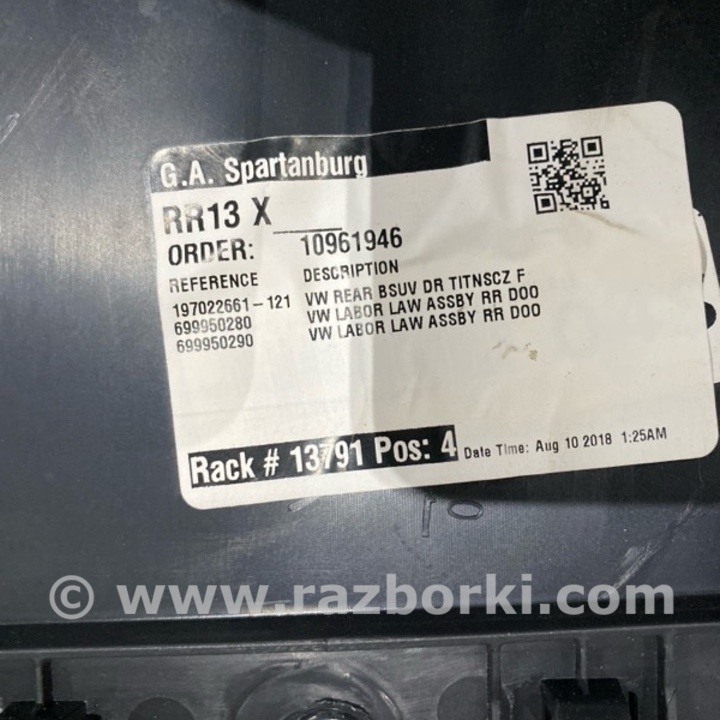 G.A. Spartanburg
RR13 X____
ORDER: 10961946
REFERENCE DESCRIPTION
197022661-121 VW REAR BSUV DR TITNSCZ F
699950280 VW LABOR LAW ASSBY RR DOO
699950290 VW LABOR LAW ASSBY RR DOO
Rack # 13791 Pos: 4 Date Time: Aug 10 2018 1:25AM
10
© www.razborki.com